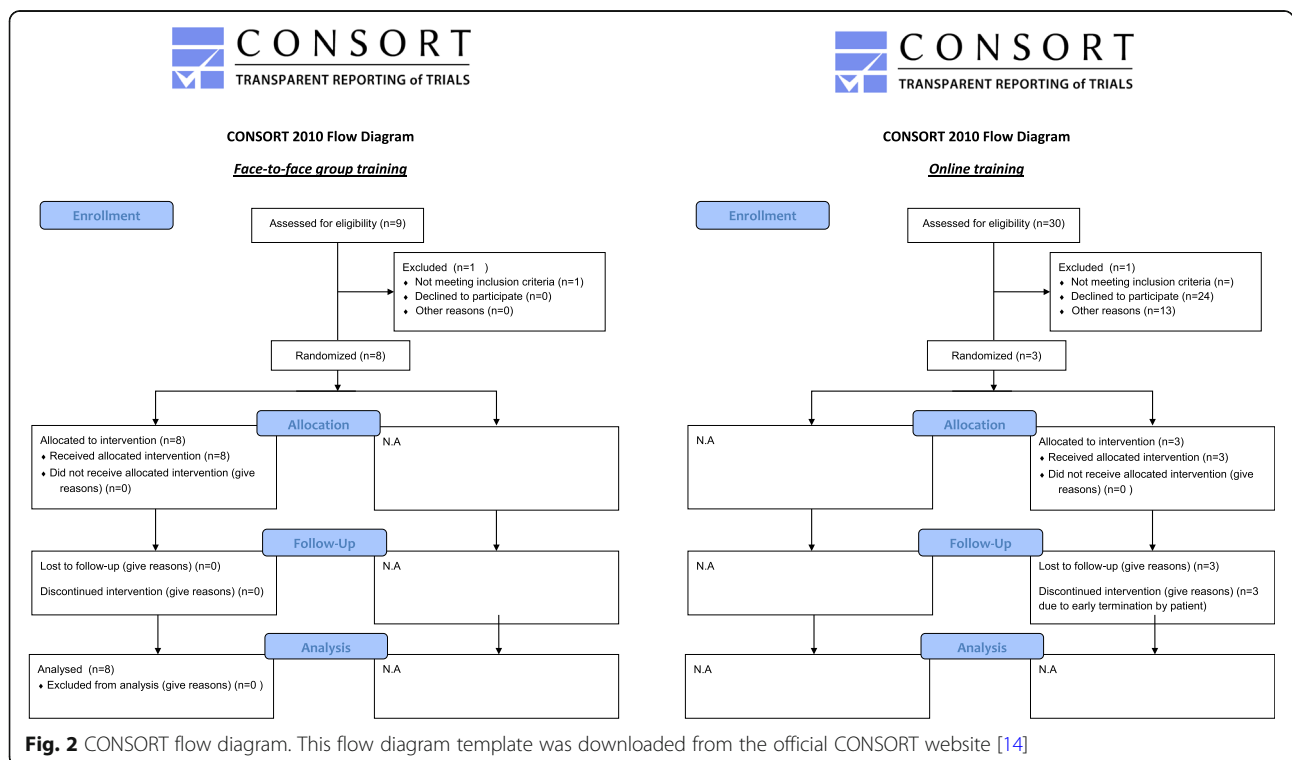 CONSORT
TRANSPARENT REPORTING of TRIALS
CONSORT 2010 Flow Diagram
Face-to-face group training
Enrollment
Assessed for eligibility (n=9)
Excluded (n=1 )
♦ Not meeting inclusion criteria (n=1)
♦ Declined to participate (n=0)
♦ Other reasons (n=0)
Randomized (n=8)
Allocation
Allocated to intervention (n=8)
♦ Received allocated intervention (n=8)
♦ Did not receive allocated intervention (give
reasons) (n=0)
N.A
Follow-Up
Lost to follow-up (give reasons) (n=0)
Discontinued intervention (give reasons) (n=0)
N.A
Analysis
Analysed (n=8)
♦ Excluded from analysis (give reasons) (n=0 )
N.A
CONSORT
TRANSPARENT REPORTING of TRIALS
CONSORT 2010 Flow Diagram
Online training
Enrollment
Assessed for eligibility (n=30)
Excluded (n=1)
♦ Not meeting inclusion criteria (n=)
♦ Declined to participate (n=24)
♦ Other reasons (n=13)
Randomized (n=3)
Allocation
N.A
Allocated to intervention (n=3)
♦ Received allocated intervention (n=3)
♦ Did not receive allocated intervention (give
reasons) (n=0 )
Follow-Up
N.A
Lost to follow-up (give reasons) (n=3)
Discontinued intervention (give reasons) (n=3
due to early termination by patient)
Analysis
N.A
N.A
Fig. 2 CONSORT flow diagram. This flow diagram template was downloaded from the official CONSORT website [14]